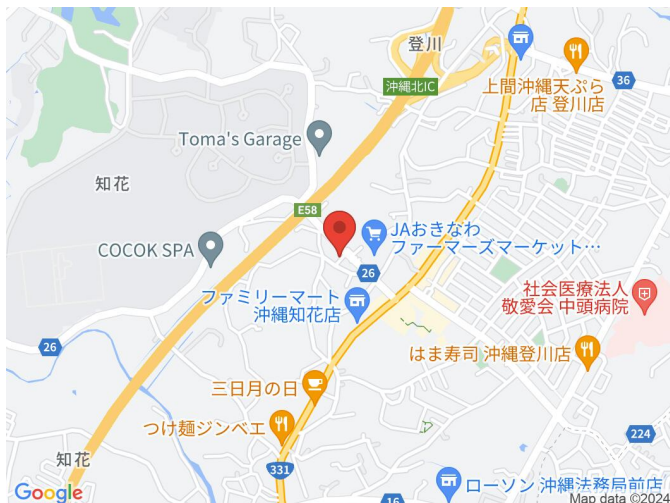 登川
沖縄北IC
上間沖縄天ぷら
店 登川店
36
Toma's Garage
知花
E58
JAおきなわ
ファーマーズマーケット…
COCOK SPA
26
社会医療法人
敬愛会 中頭病院
ファミリーマート
沖縄知花店
26
はま寿司 沖縄登川店
三日月の日
つけ麺ジンベエ
224
知花
331
16
ローソン 沖縄法務局前店
Google
Map data ©2024